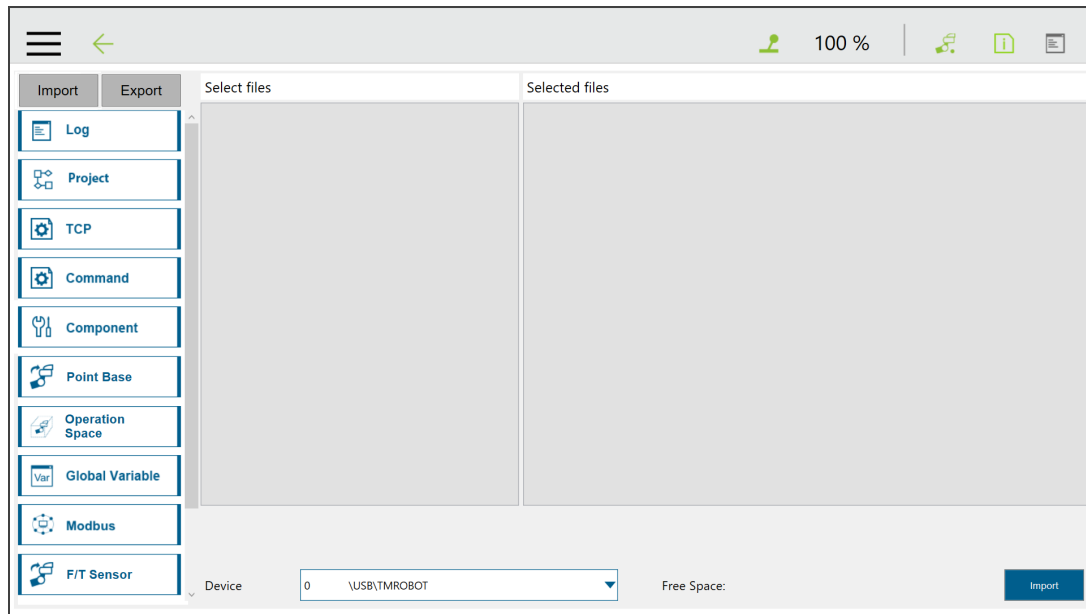 100 %
Import
Export
Select files
Selected files
Log
Project
TCP
Command
Component
Point Base
Operation
Space
Var
Global Variable
Modbus
F/T Sensor
Device
0 \USB\TMROBOT
Free Space:
Import